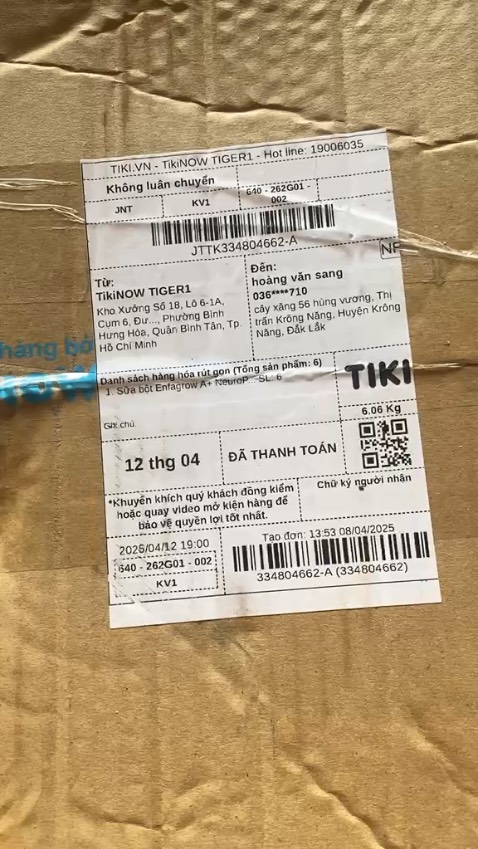 TIKI.VN - TikiNOW TIGER1 - Hot line: 19006035
Không luân chuyển
JNT KV1 640 - 262G01 -
002
JTTK334804662-A
NF
Từ:
TikiNOW TIGER1
Kho Xưởng Số 18, Lô 6-1A,
Cụm 6, Đư..., Phường Bình
Hưng Hòa, Quận Bình Tân, Tp.
Hồ Chí Minh
Đến:
hoàng văn sang
036****710
cây xăng 56 hùng vương, Thị
trấn Krông Năng, Huyện Krông
Năng, Đắk Lắk
hàng bở
Danh sách hàng hóa rút gọn (Tổng sản phẩm: 6)
1. Sữa bột Enfagrow A+ NeuroP... SL: 6
TIKI
Ghi chú:
6.06 Kg
12 thg 04
ĐÃ THANH TOÁN
*Khuyến khích quý khách đồng kiểm
hoặc quay video mở kiện hàng để
bảo vệ quyền lợi tốt nhất.
Chữ ký người nhận
2025/04/12 19:00
640 - 262G01 - 002
KV1
Tạo đơn: 13:53 08/04/2025
334804662-A (334804662)